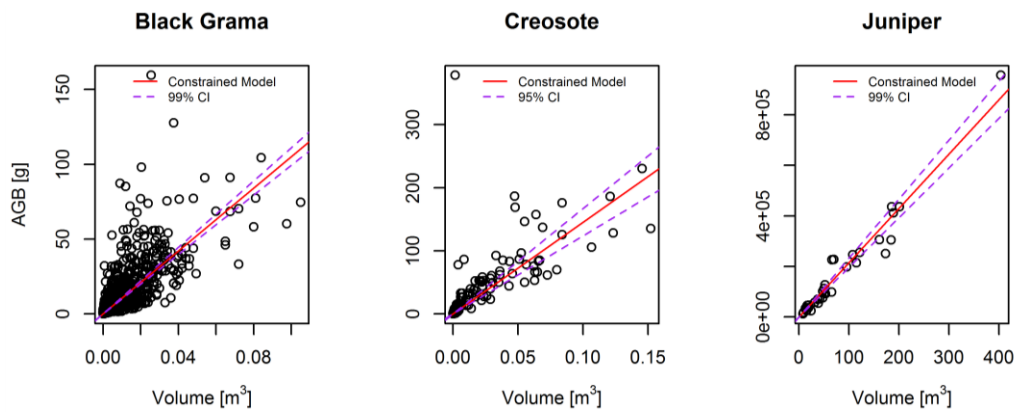 Black Grama
Creosote
Juniper
AGB [g]
150
100
50
0
Constrained Model
99% CI
0.00
0.04
0.08
Volume [m³]
300
200
100
0
Constrained Model
95% CI
0.00
0.05
0.10
0.15
Volume [m³]
8e+05
4e+05
0e+00
Constrained Model
99% CI
0
100
200
300
400
Volume [m³]